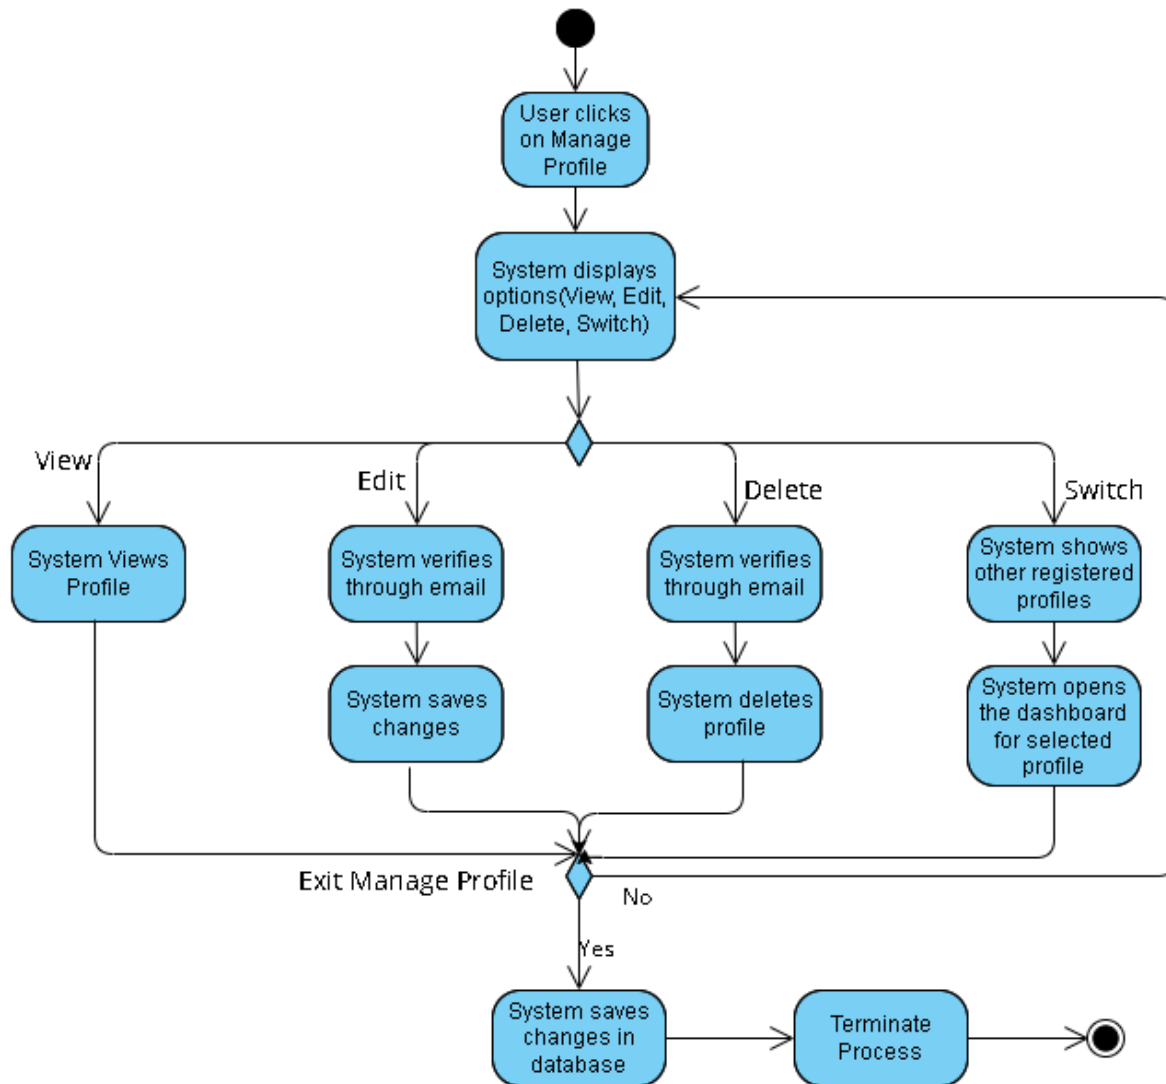 User clicks
on Manage
Profile
System displays
options(View, Edit,
Delete, Switch)
View
Edit
Delete
Switch
System Views
Profile
System verifies
through email
System verifies
through email
System shows
other registered
profiles
System saves
changes
System deletes
profile
System opens
the dashboard
for selected
profile
Exit Manage Profile
No
Yes
System saves
changes in
database
Terminate
Process